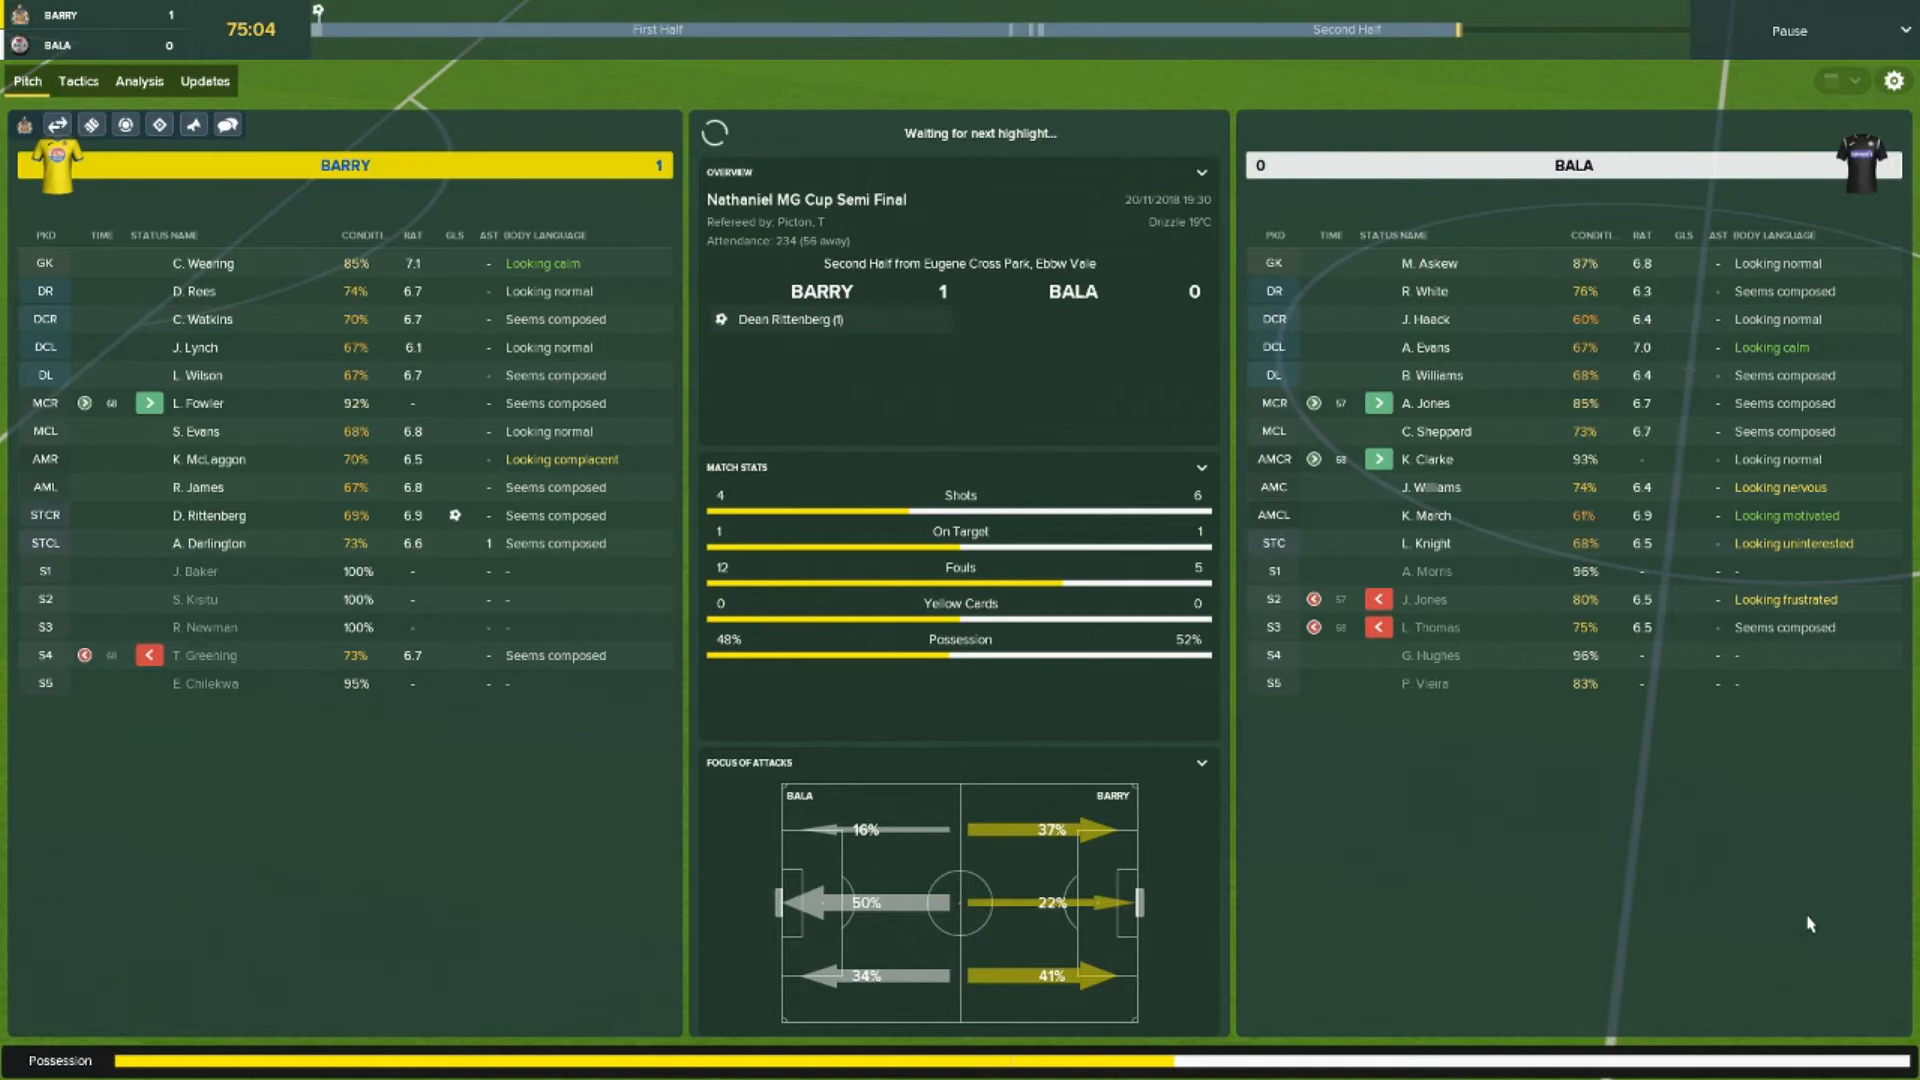 BARRY 1
BALA 0
75:04
First Half
Second Half
Pause
Pitch Tactics Analysis Updates
BARRY 1
PKD TIME STATUS NAME CONDITI... RAT GLS AST BODY LANGUAGE
GK C. Wearing 85% 7.1 - Looking calm
DR D. Rees 74% 6.7 - Looking normal
DCR C. Watkins 70% 6.7 - Seems composed
DCL J. Lynch 67% 6.1 - Looking normal
DL L. Wilson 67% 6.7 - Seems composed
MCR 68 L. Fowler 92% - - Seems composed
MCL S. Evans 68% 6.8 - Looking normal
AMR K. McLaggon 70% 6.5 - Looking complacent
AML R. James 67% 6.8 - Seems composed
STCR D. Rittenberg 69% 6.9 - Seems composed
STCL A. Darlington 73% 6.6 1 Seems composed
S1 J. Baker 100% - - -
S2 S. Kisitu 100% - - -
S3 R. Newman 100% - - -
S4 68 T. Greening 73% 6.7 - Seems composed
S5 E. Chilekwa 95% - - -
Waiting for next highlight...
OVERVIEW
Nathaniel MG Cup Semi Final 20/11/2018 19:30
Refereed by: Picton, T Drizzle 19°C
Attendance: 234 (56 away)
Second Half from Eugene Cross Park, Ebbw Vale
BARRY 1 BALA 0
Dean Rittenberg (1)
MATCH STATS
4 Shots 6
1 On Target 1
12 Fouls 5
0 Yellow Cards 0
48% Possession 52%
FOCUS OF ATTACKS
BALA BARRY
16% 37%
50% 22%
34% 41%
0 BALA
PKD TIME STATUS NAME CONDITI... RAT GLS AST BODY LANGUAGE
GK M. Askew 87% 6.8 - Looking normal
DR R. White 76% 6.3 - Seems composed
DCR J. Haack 60% 6.4 - Looking normal
DCL A. Evans 67% 7.0 - Looking calm
DL B. Williams 68% 6.4 - Seems composed
MCR 57 A. Jones 85% 6.7 - Seems composed
MCL C. Sheppard 73% 6.7 - Seems composed
AMCR 68 K. Clarke 93% - - Looking normal
AMC J. Williams 74% 6.4 - Looking nervous
AMCL K. March 61% 6.9 - Looking motivated
STC L. Knight 68% 6.5 - Looking uninterested
S1 A. Morris 96% - - -
S2 57 J. Jones 80% 6.5 - Looking frustrated
S3 68 L. Thomas 75% 6.5 - Seems composed
S4 G. Hughes 96% - - -
S5 P. Vieira 83% - - -
Possession